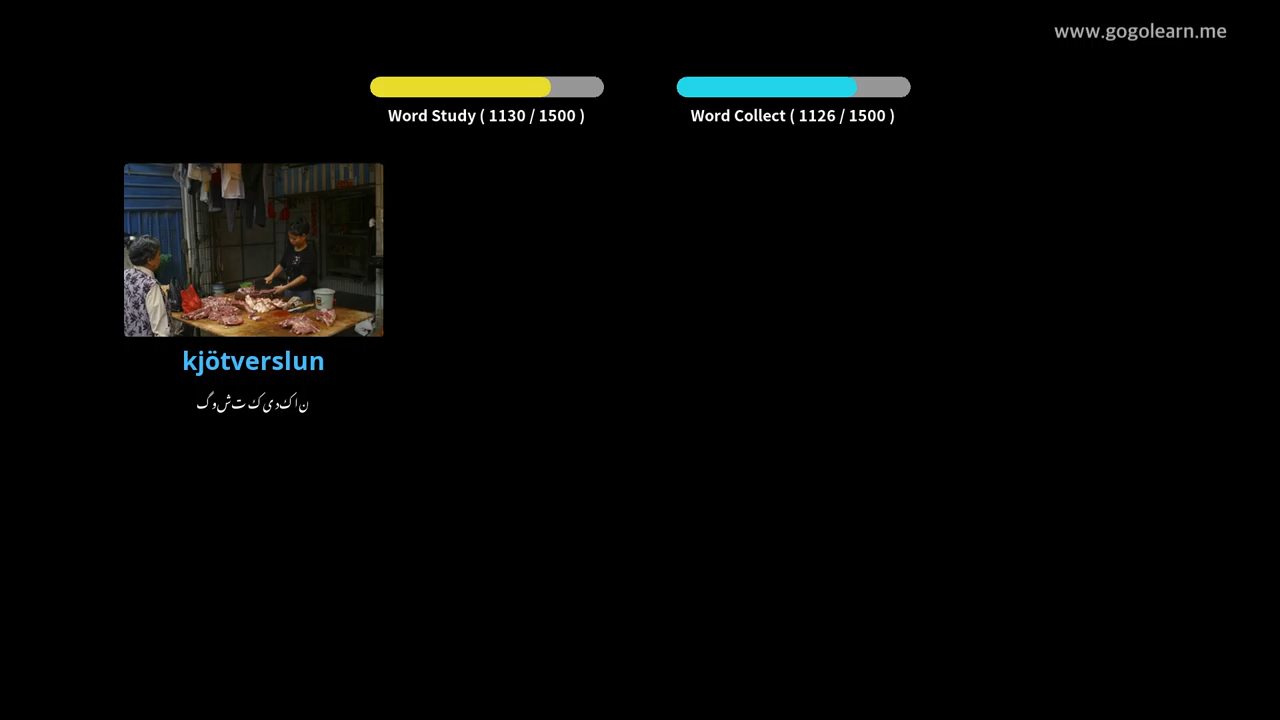 www.gogolearn.me
Word Study ( 1130 / 1500 )
Word Collect ( 1126 / 1500 )
kjötverslun
گوشت کی دکان